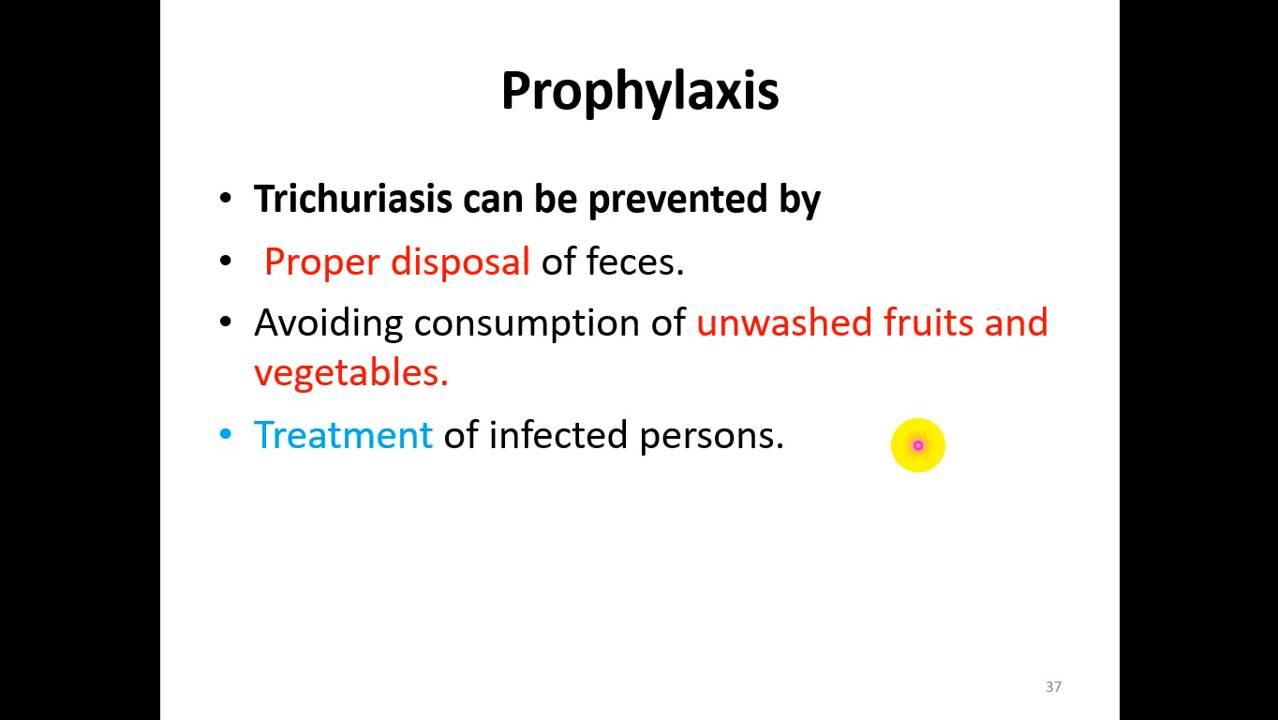 Prophylaxis
• Trichuriasis can be prevented by
• Proper disposal of feces.
• Avoiding consumption of unwashed fruits and
vegetables.
• Treatment of infected persons.
37